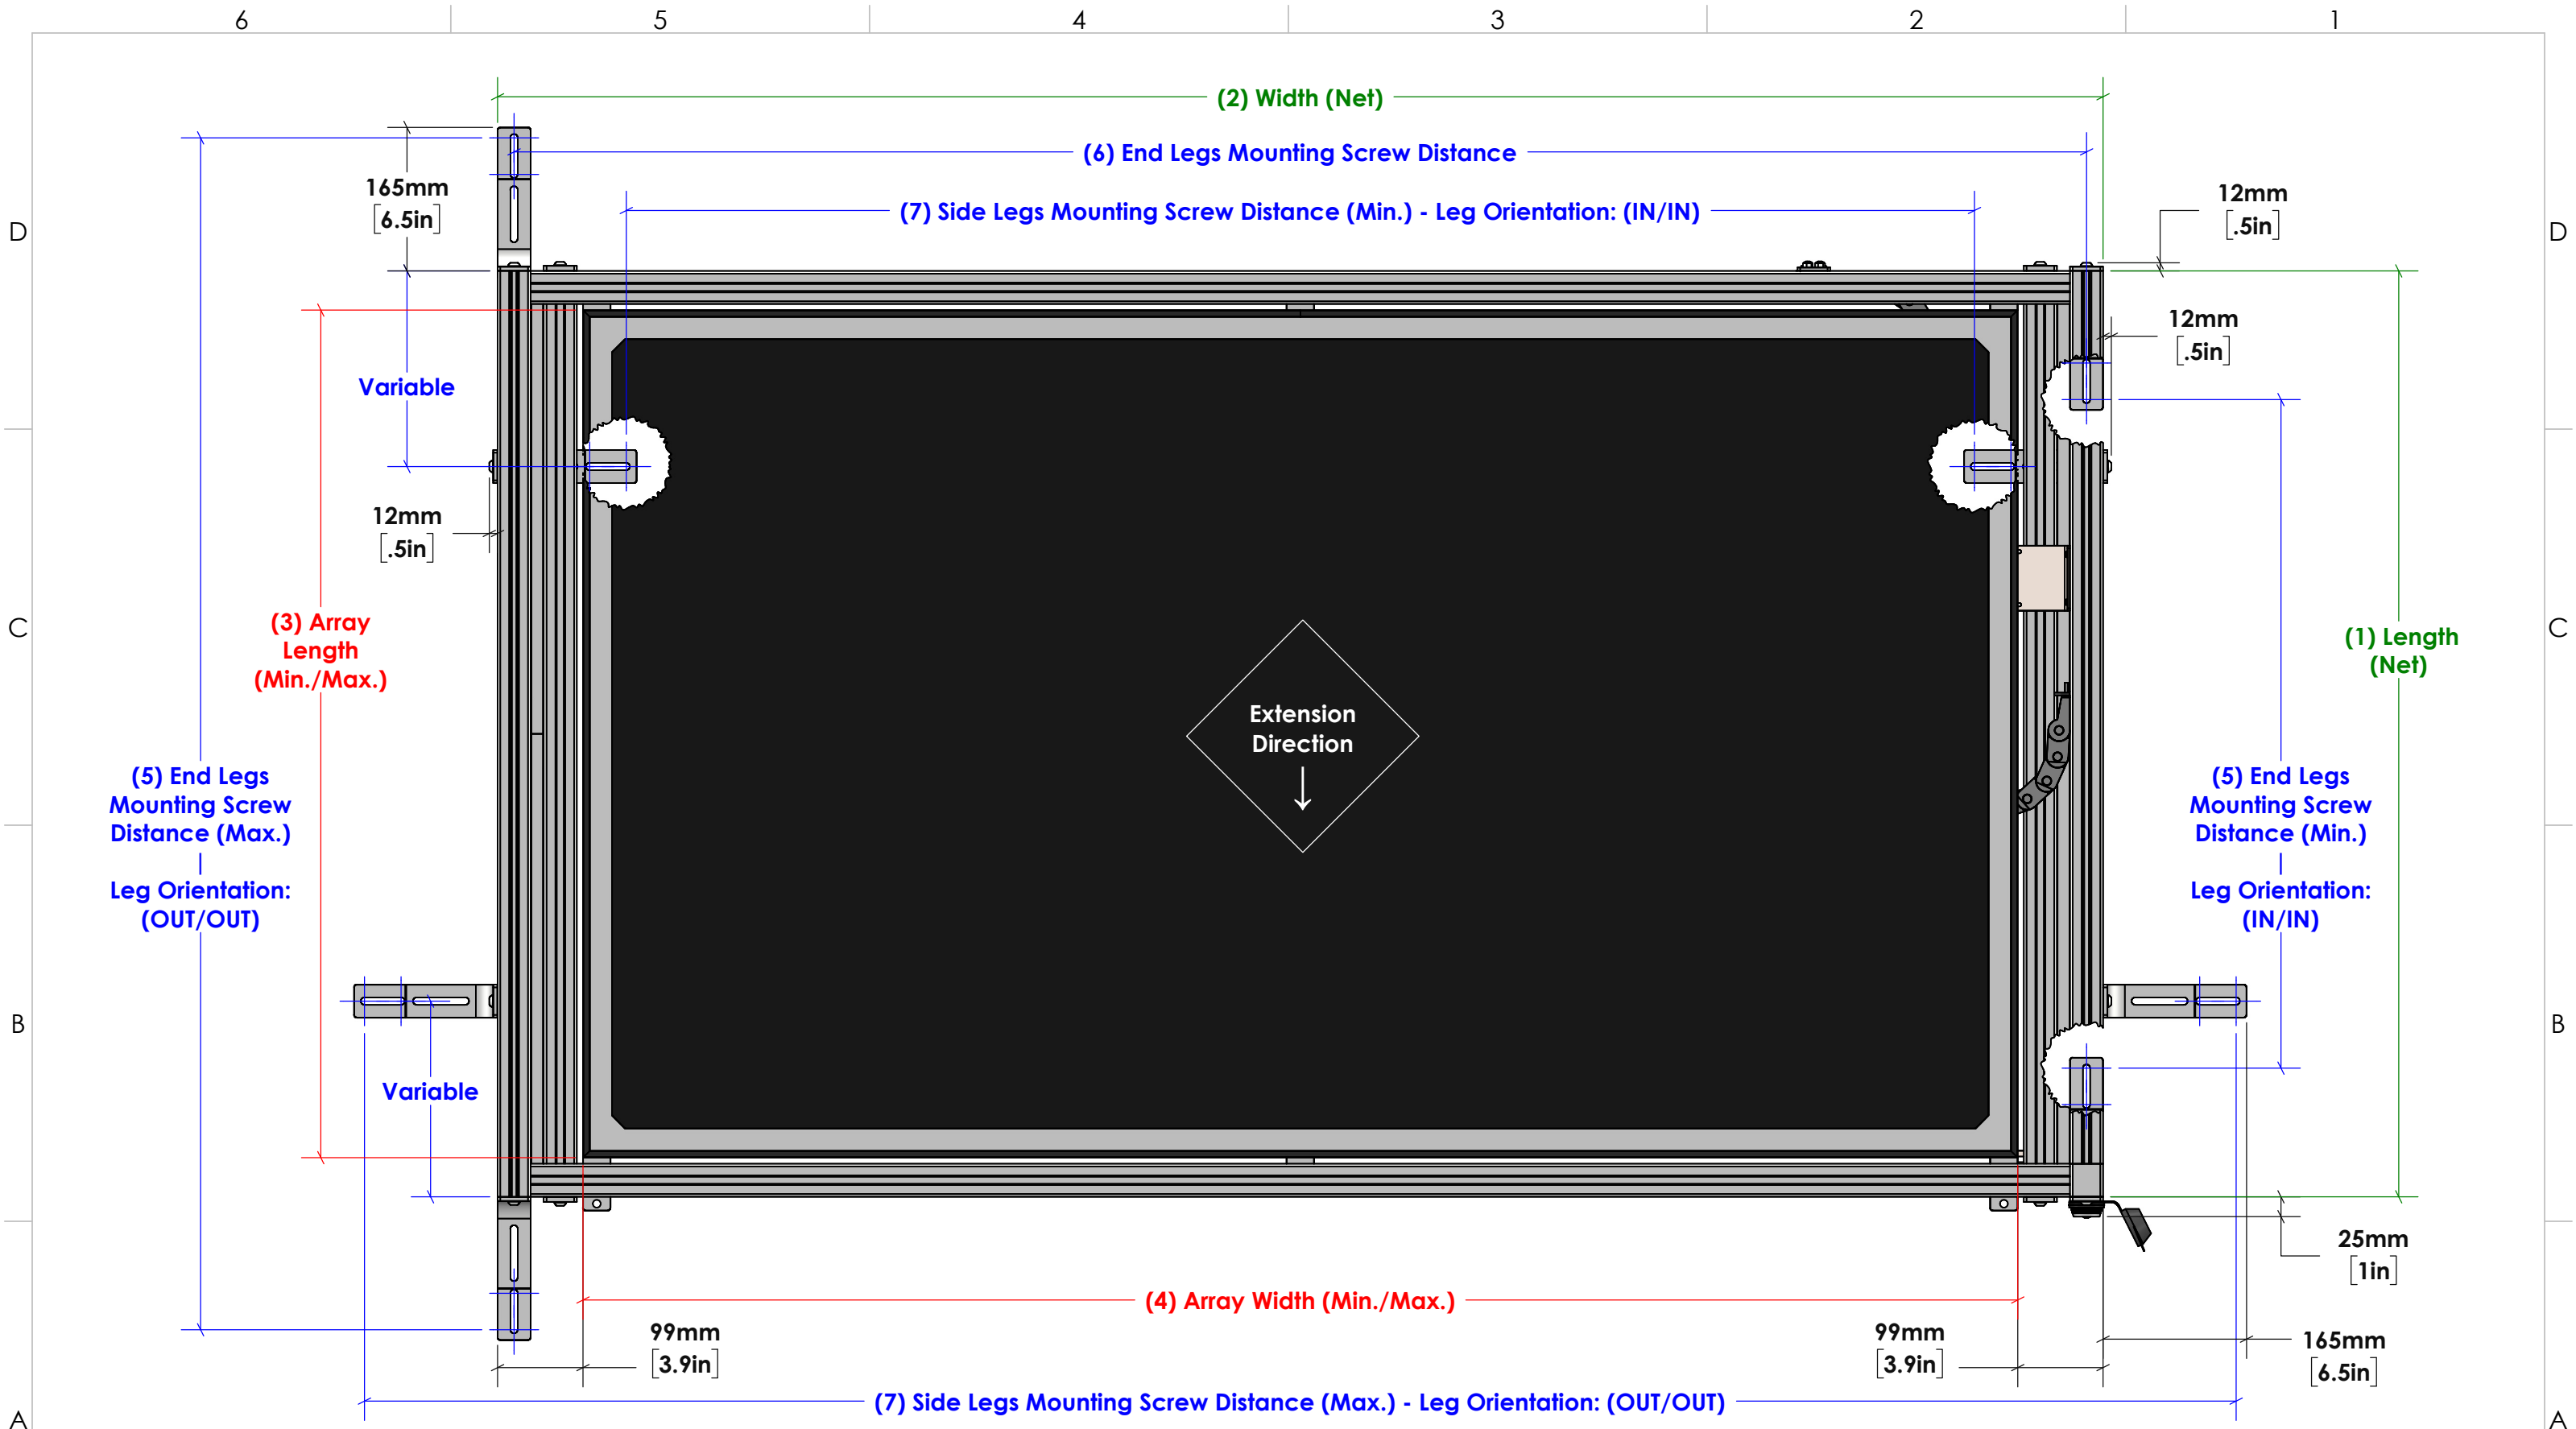 6 5 4 3 2 1
(2) Width (Net)
(6) End Legs Mounting Screw Distance
165mm
[6.5in]
(7) Side Legs Mounting Screw Distance (Min.) - Leg Orientation: (IN/IN)
12mm
[.5in]
D
D
12mm
[.5in]
Variable
12mm
[.5in]
(3) Array
Length
(Min./Max.)
C
C
(1) Length
(Net)
Extension
Direction
(5) End Legs
Mounting Screw
Distance (Max.)
Leg Orientation:
(OUT/OUT)
(5) End Legs
Mounting Screw
Distance (Min.)
Leg Orientation:
(IN/IN)
B
B
Variable
25mm
[1in]
(4) Array Width (Min./Max.)
99mm
[3.9in]
99mm
[3.9in]
165mm
[6.5in]
(7) Side Legs Mounting Screw Distance (Max.) - Leg Orientation: (OUT/OUT)
A
A